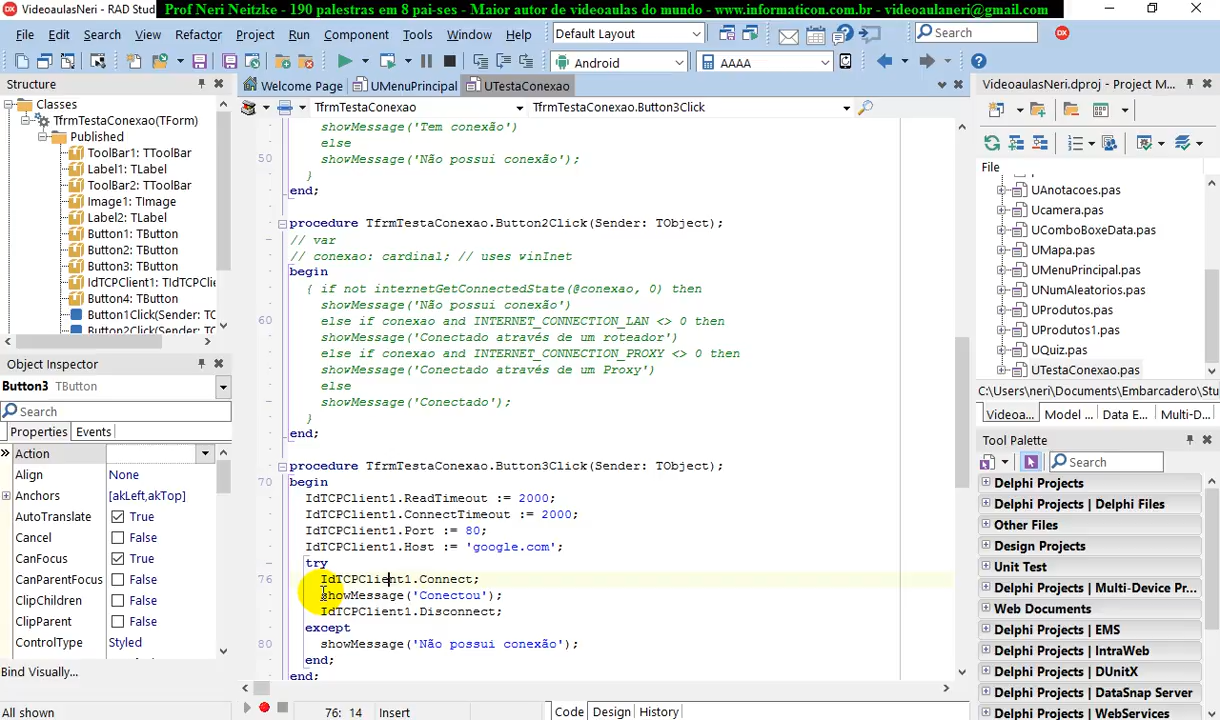 VideoaulasNeri - RAD Stud
Prof Neri Neitzke - 190 palestras em 8 pai-ses - Maior autor de videoaulas do mundo - www.informaticon.com.br - videoaulaneri@gmail.com
File Edit Search View Refactor Project Run Component Tools Window Help
Default Layout
Search
Android
AAAA
Structure
Welcome Page UMenuPrincipal UTestaConexao
VideoaulasNeri.dproj - Project M...
TfrmTestaConexao
TfrmTestaConexao.Button3Click
Classes
TfrmTestaConexao(TForm)
Published
ToolBar1: TToolBar
Label1: TLabel
ToolBar2: TToolBar
Image1: TImage
Label2: TLabel
Button1: TButton
Button2: TButton
Button3: TButton
IdTCPClient1: TIdTCPClie
Button4: TButton
Button1Click(Sender: TO
Button2Click(Sender: TO
showMessage('Tem conexão')
else
50 showMessage('Não possui conexão');
}
end;
procedure TfrmTestaConexao.Button2Click(Sender: TObject);
// var
// conexao: cardinal; // uses winInet
begin
{ if not internetGetConnectedState(@conexao, 0) then
showMessage('Não possui conexão')
60 else if conexao and INTERNET_CONNECTION_LAN <> 0 then
showMessage('Conectado através de um roteador')
else if conexao and INTERNET_CONNECTION_PROXY <> 0 then
showMessage('Conectado através de um Proxy')
else
showMessage('Conectado');
}
end;
procedure TfrmTestaConexao.Button3Click(Sender: TObject);
70 begin
IdTCPClient1.ReadTimeout := 2000;
IdTCPClient1.ConnectTimeout := 2000;
IdTCPClient1.Port := 80;
IdTCPClient1.Host := 'google.com';
try
76 IdTCPClient1.Connect;
showMessage('Conectou');
IdTCPClient1.Disconnect;
except
80 showMessage('Não possui conexão');
end;
end;
File
UAnotacoes.pas
Ucamera.pas
UComboBoxeData.pas
UMapa.pas
UMenuPrincipal.pas
UNumAleatorios.pas
UProdutos.pas
UProdutos1.pas
UQuiz.pas
UTestaConexao.pas
C:\Users\neri\Documents\Embarcadero\Stu
Videoa... Model ... Data E... Multi-D...
Object Inspector
Button3 TButton
Search
Properties Events
Action
Align None
Anchors [akLeft,akTop]
AutoTranslate True
Cancel False
CanFocus True
CanParentFocus False
ClipChildren False
ClipParent False
ControlType Styled
Bind Visually...
All shown
Tool Palette
Search
Delphi Projects
Delphi Projects | Delphi Files
Other Files
Design Projects
Unit Test
Delphi Projects | Multi-Device Pr...
Web Documents
Delphi Projects | EMS
Delphi Projects | IntraWeb
Delphi Projects | DUnitX
Delphi Projects | DataSnap Server
Delphi Projects | WebServices
76: 14 Insert
Code Design History